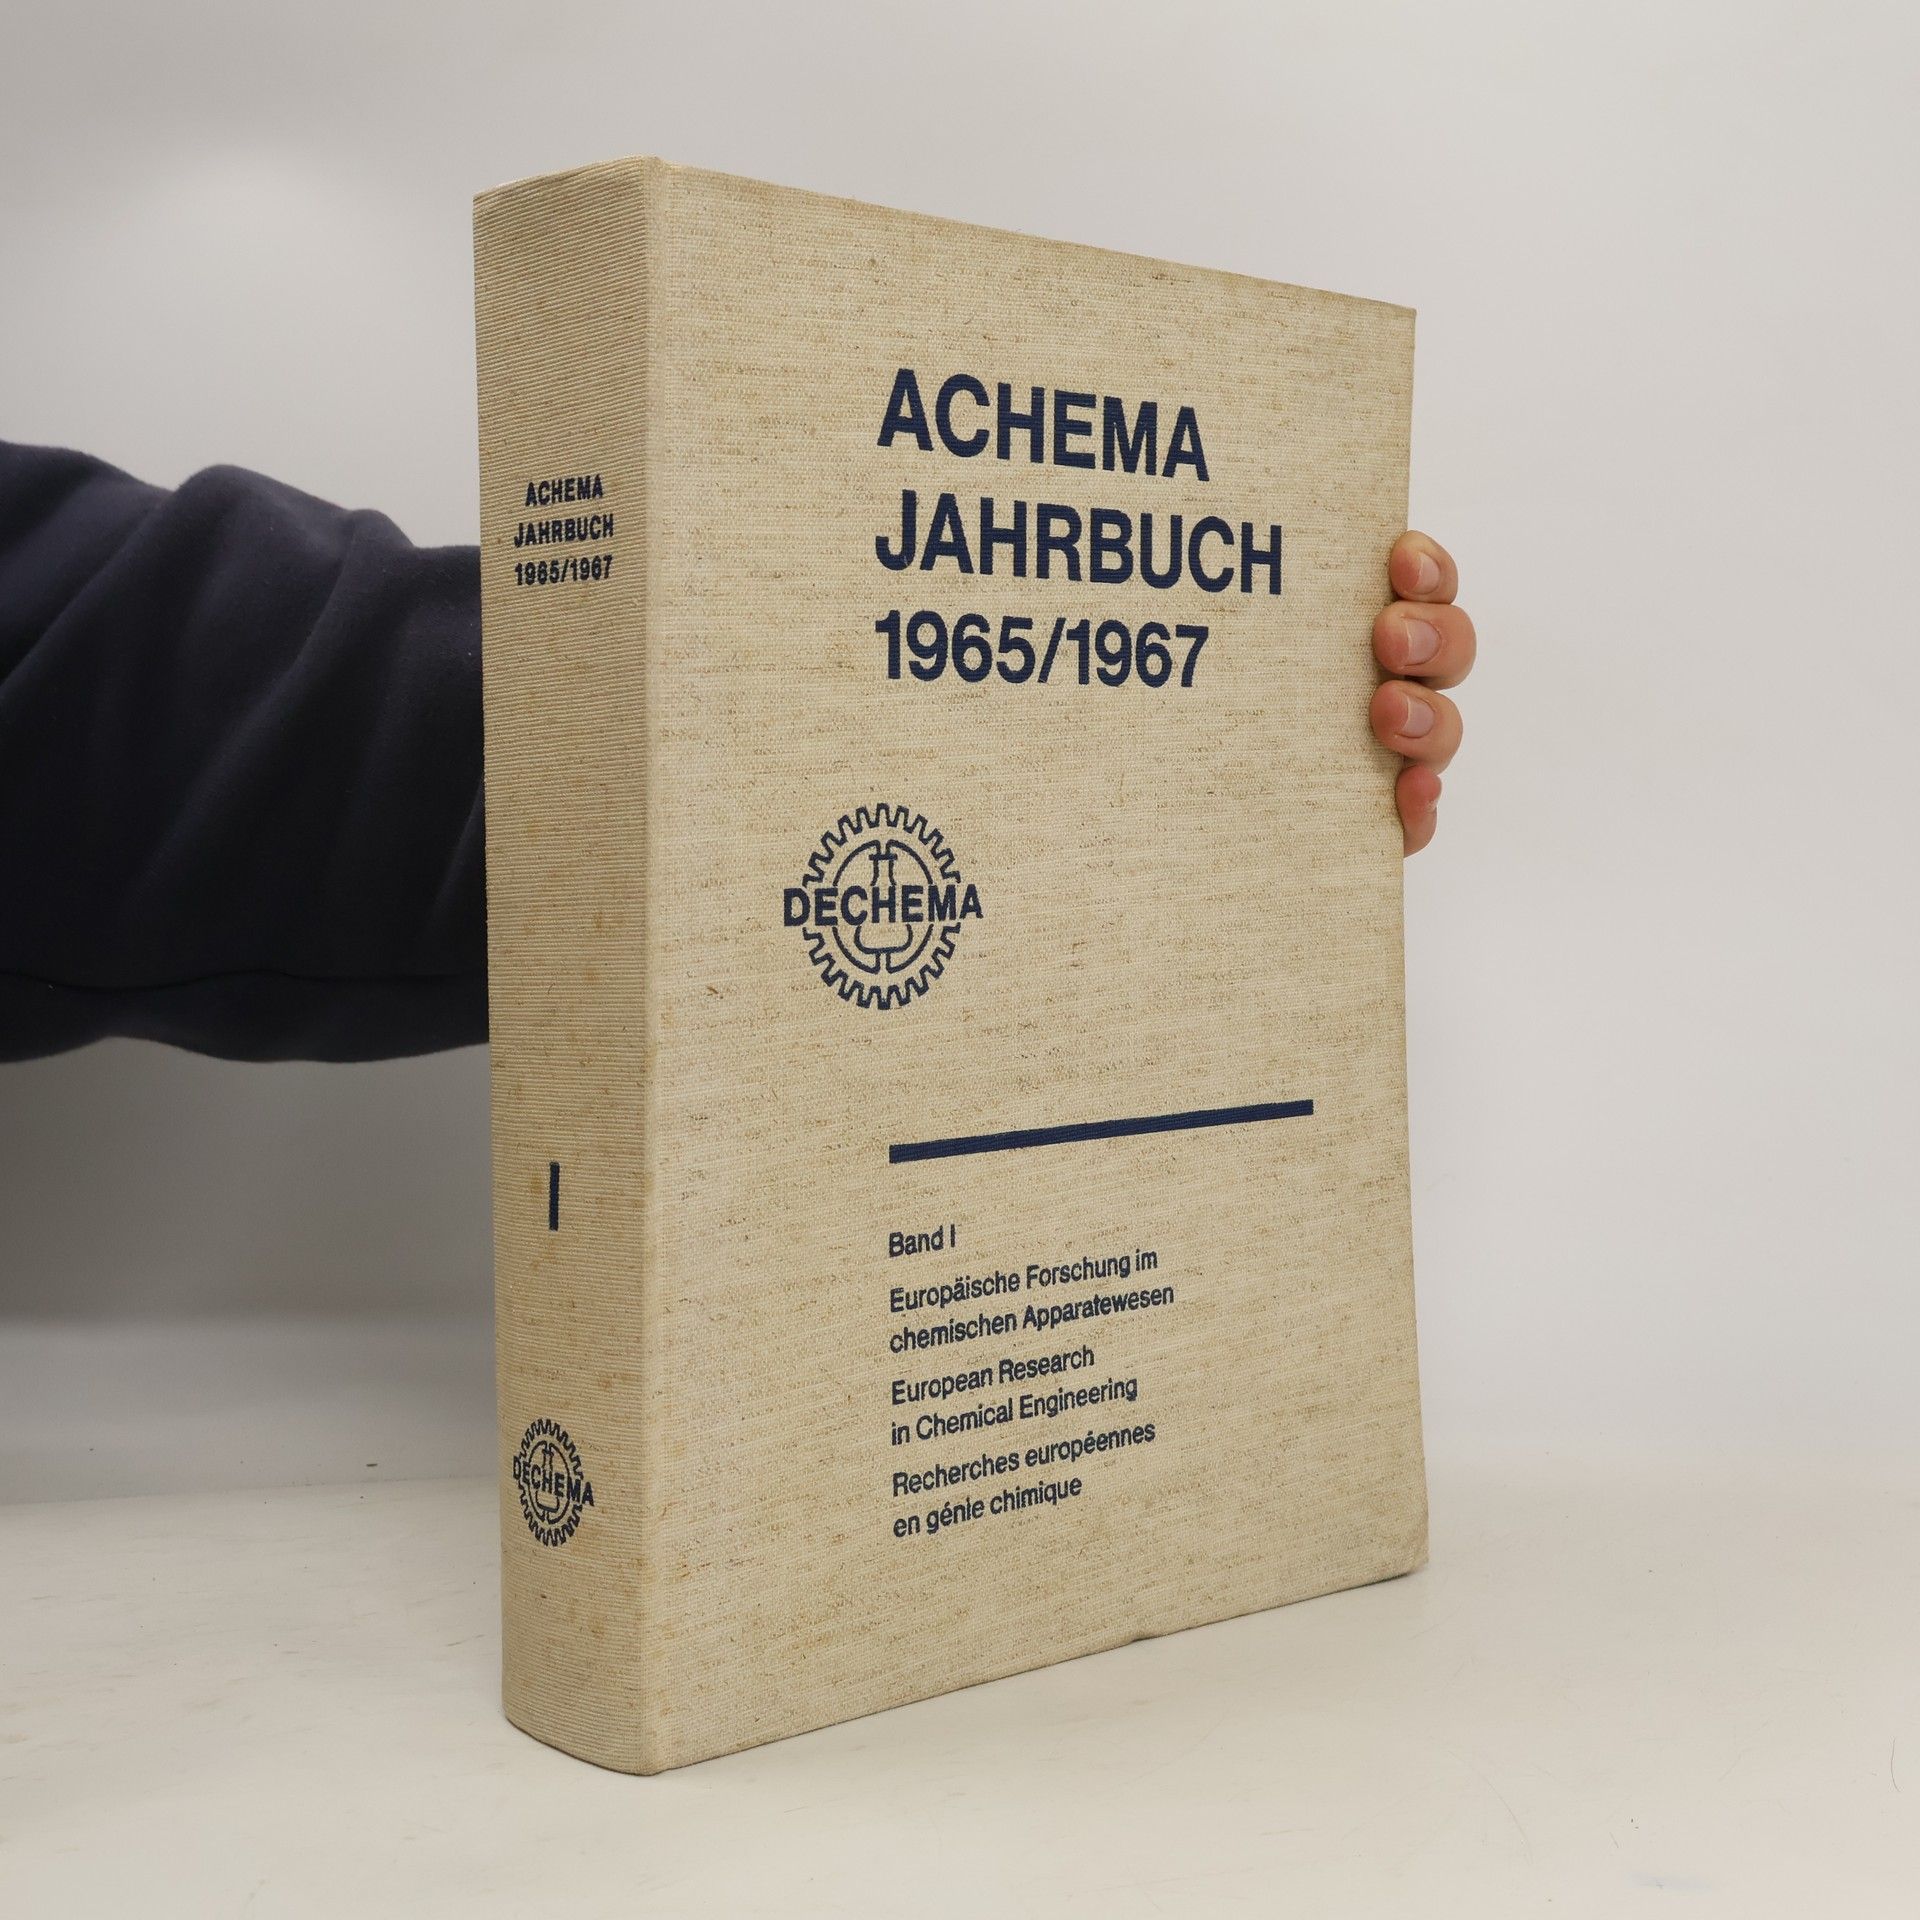 ACHEMA
JAHRBUCH
1965/1967
I
DECHEMA
ACHEMA
JAHRBUCH
1965/1967
DECHEMA
Band I
Europäische Forschung im
chemischen Apparatewesen
European Research
in Chemical Engineering
Recherches européennes
en génie chimique